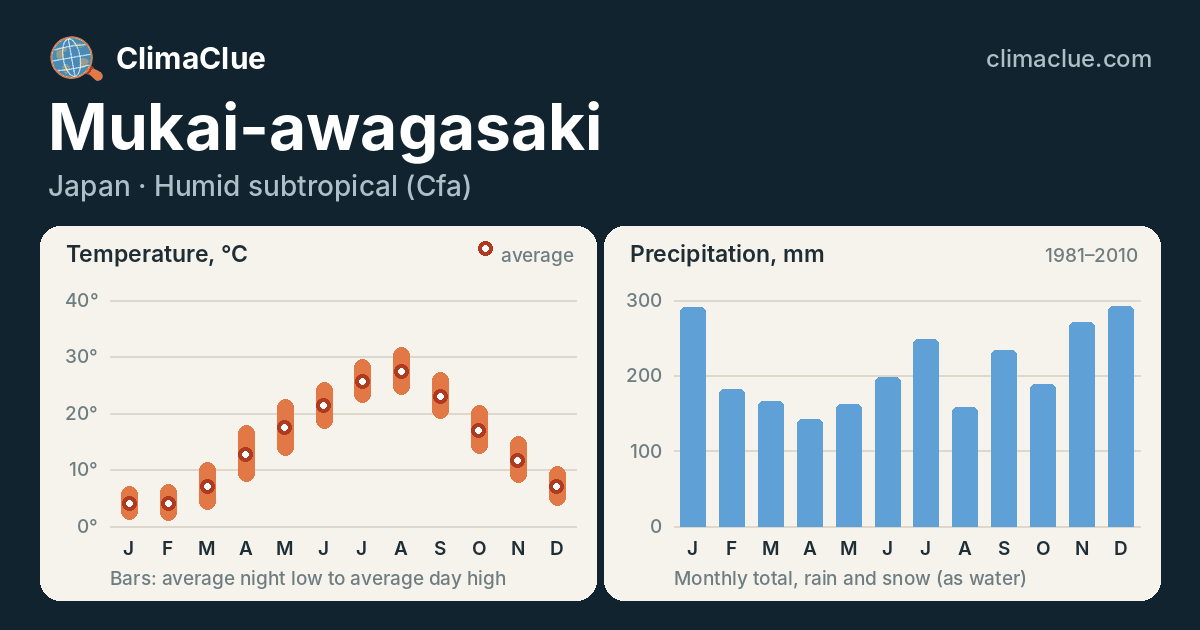 ClimaClue
climaclue.com
Mukai-awagasaki
Japan · Humid subtropical (Cfa)
Temperature, °C
average
40°
30°
20°
10°
0°
J F M A M J J A S O N D
Bars: average night low to average day high
Precipitation, mm
1981–2010
300
200
100
0
J F M A M J J A S O N D
Monthly total, rain and snow (as water)